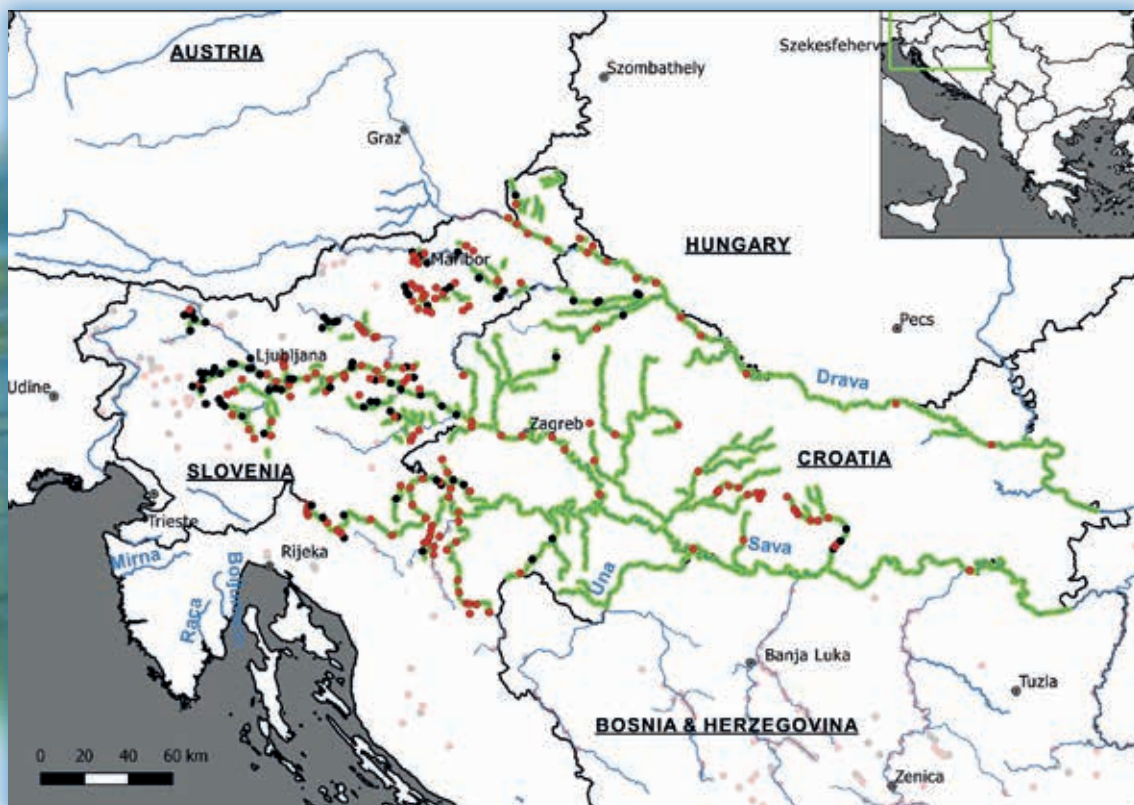 AUSTRIA
Szekesfeherv
Szombathely
Graz
HUNGARY
Maribor
Pecs
Ljubljana
Udine
Drava
Zagreb
CROATIA
SLOVENIA
Trieste
Rijeka
Mirna
Sava
Una
Raša
Banja Luka
Tuzla
BOSNIA & HERZEGOVINA
0 20 40 60 km
Zenica